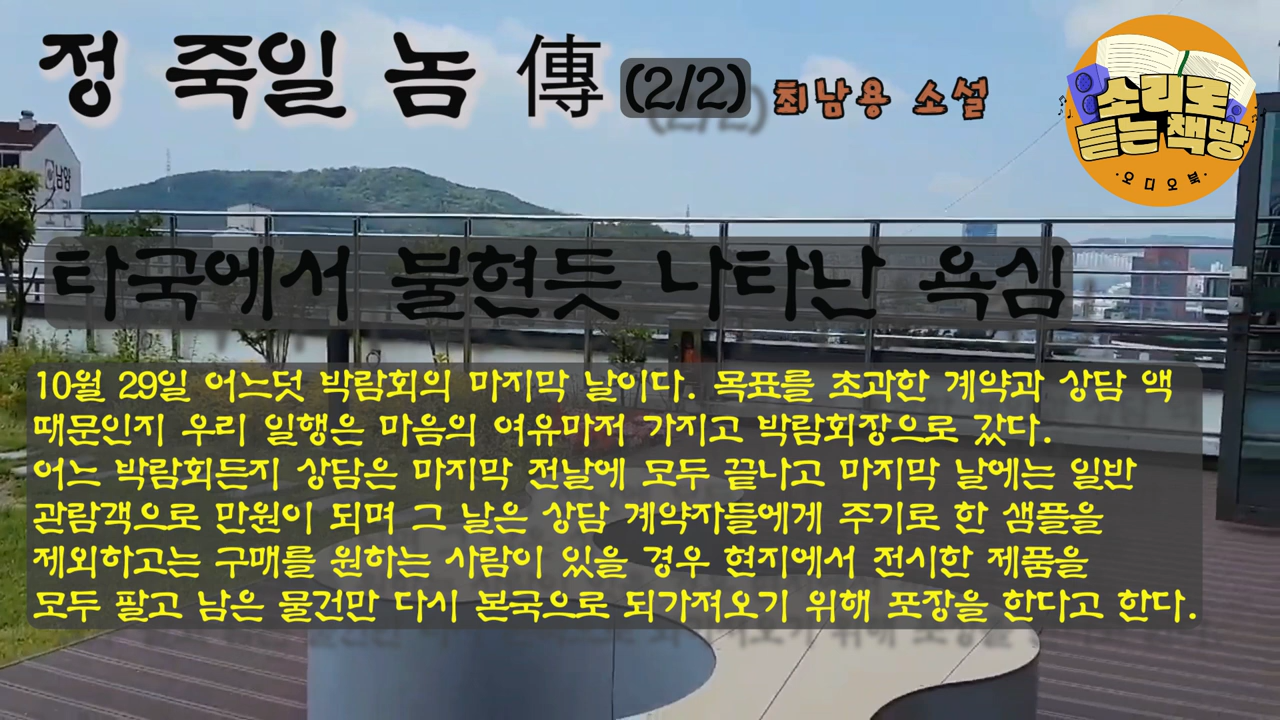 정 죽일 놈 傳 (2/2) 최남용 소설
소리로
듣는 책방
·오디오북·
남양
타국에서 불현듯 나타난 욕심
10월 29일 어느덧 박람회의 마지막 날이다. 목표를 초과한 계약과 상담 액
때문인지 우리 일행은 마음의 여유마저 가지고 박람회장으로 갔다.
어느 박람회든지 상담은 마지막 전날에 모두 끝나고 마지막 날에는 일반
관람객으로 만원이 되며 그 날은 상담 계약자들에게 주기로 한 샘플을
제외하고는 구매를 원하는 사람이 있을 경우 현지에서 전시한 제품을
모두 팔고 남은 물건만 다시 본국으로 되가져오기 위해 포장을 한다고 한다.